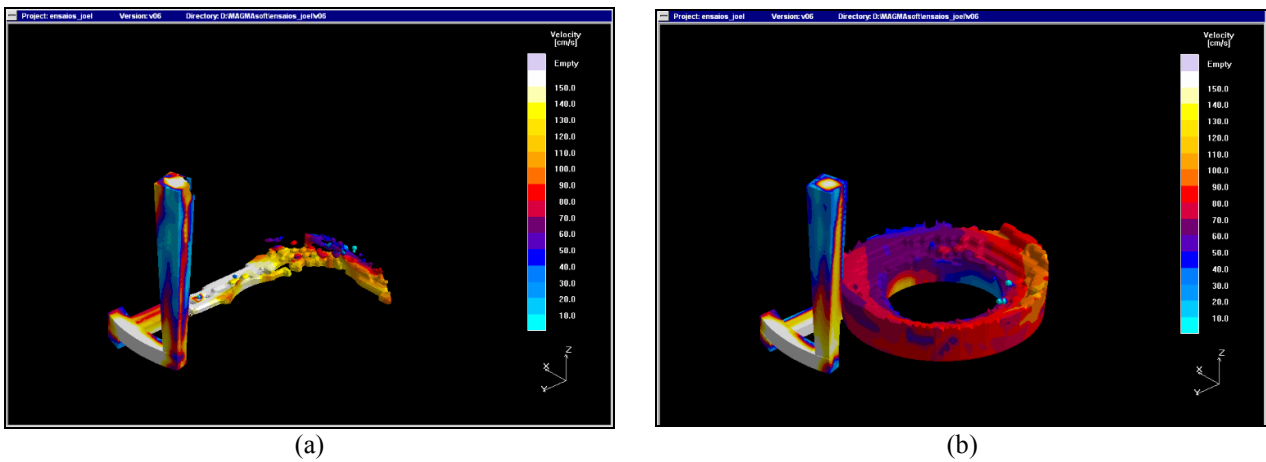 Project: ensaios_joel Version: v06 Directory: D:\MAGMAsoft\ensaios_joel\v06
Velocity
[cm/s]
Empty
150.0
140.0
130.0
120.0
110.0
100.0
90.0
80.0
70.0
60.0
50.0
40.0
30.0
20.0
10.0
Z
X
Y
(a)
Project: ensaios_joel Version: v06 Directory: D:\MAGMAsoft\ensaios_joel\v06
Velocity
[cm/s]
Empty
150.0
140.0
130.0
120.0
110.0
100.0
90.0
80.0
70.0
60.0
50.0
40.0
30.0
20.0
10.0
Z
X
Y
(b)